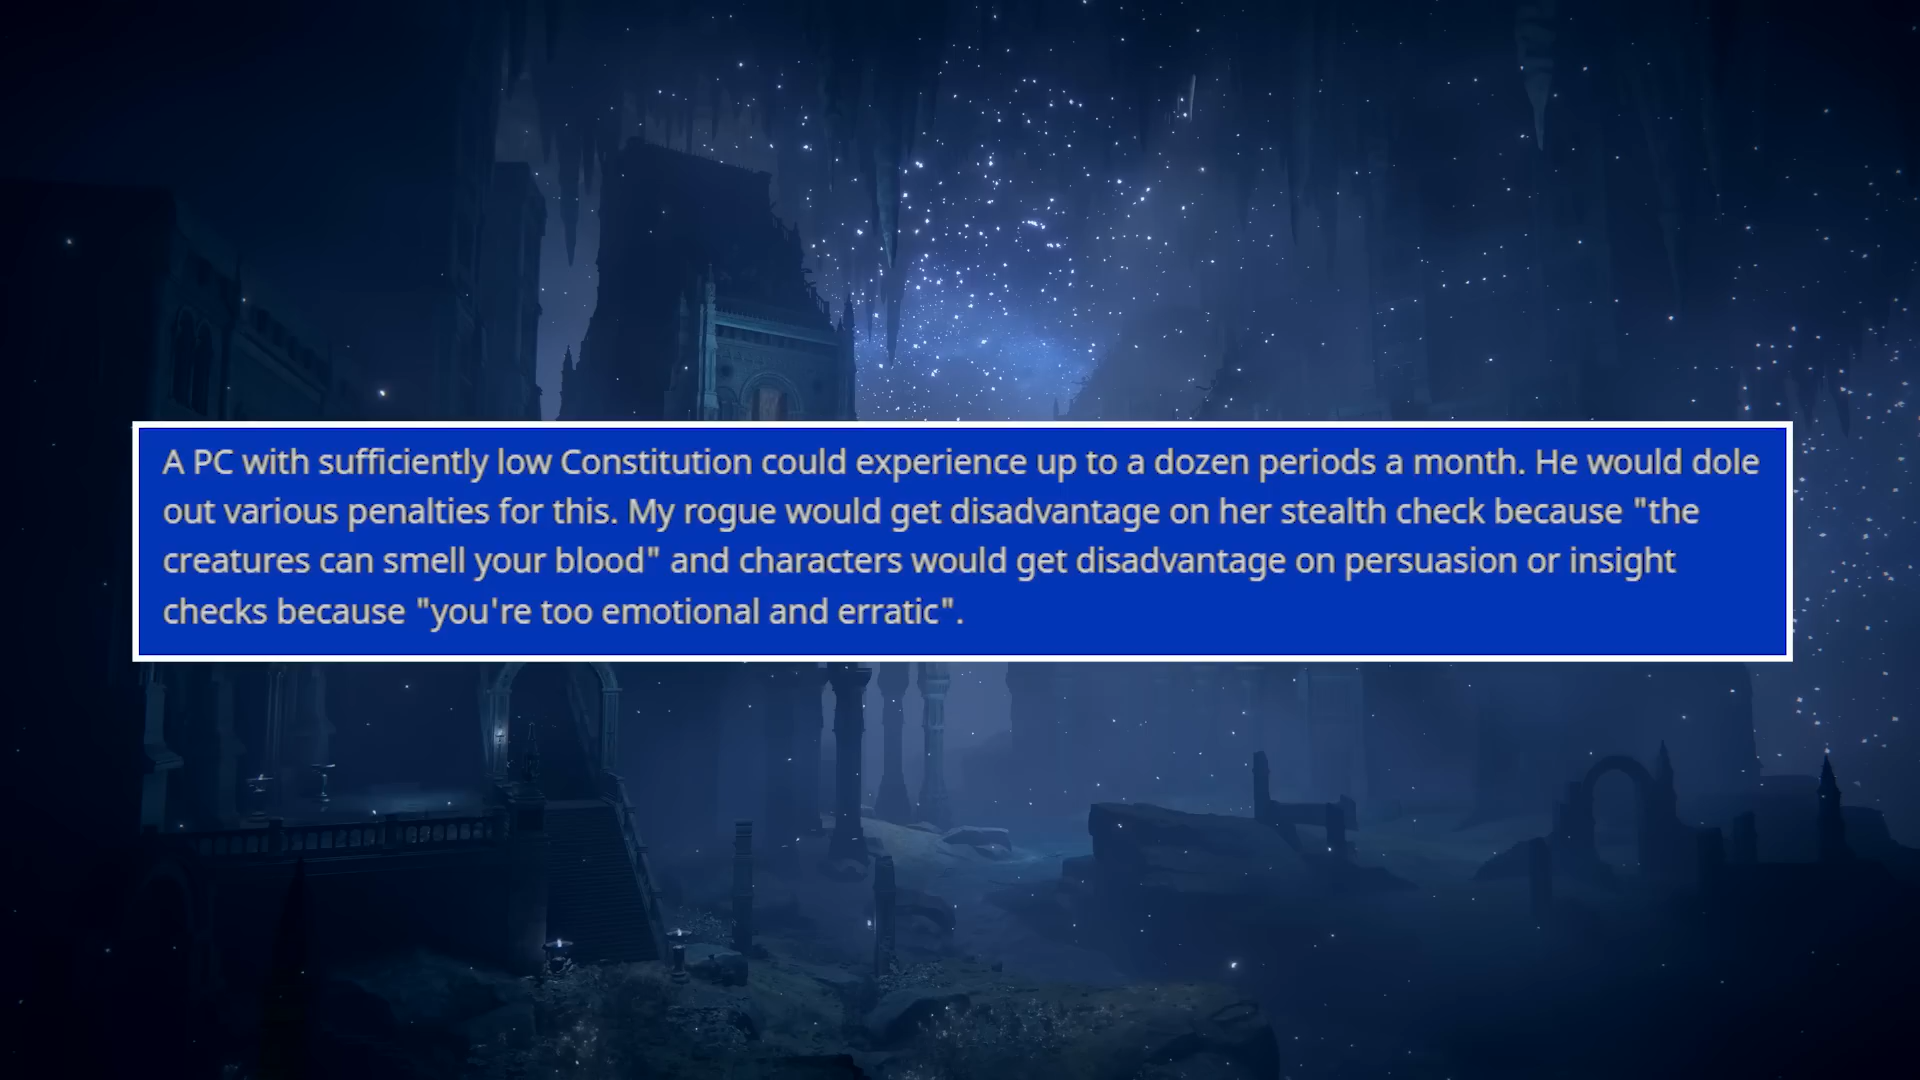 A PC with sufficiently low Constitution could experience up to a dozen periods a month. He would dole
out various penalties for this. My rogue would get disadvantage on her stealth check because "the
creatures can smell your blood" and characters would get disadvantage on persuasion or insight
checks because "you're too emotional and erratic".